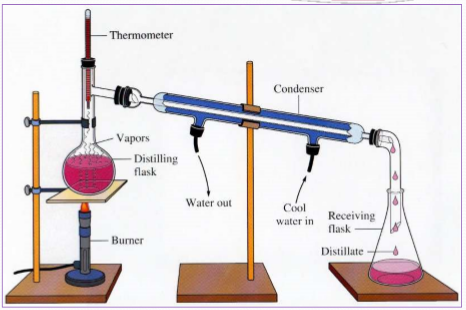 Thermometer
Condenser
Vapors
Distilling
flask
Water out
Cool
water in
Receiving
flask
Burner
Distillate